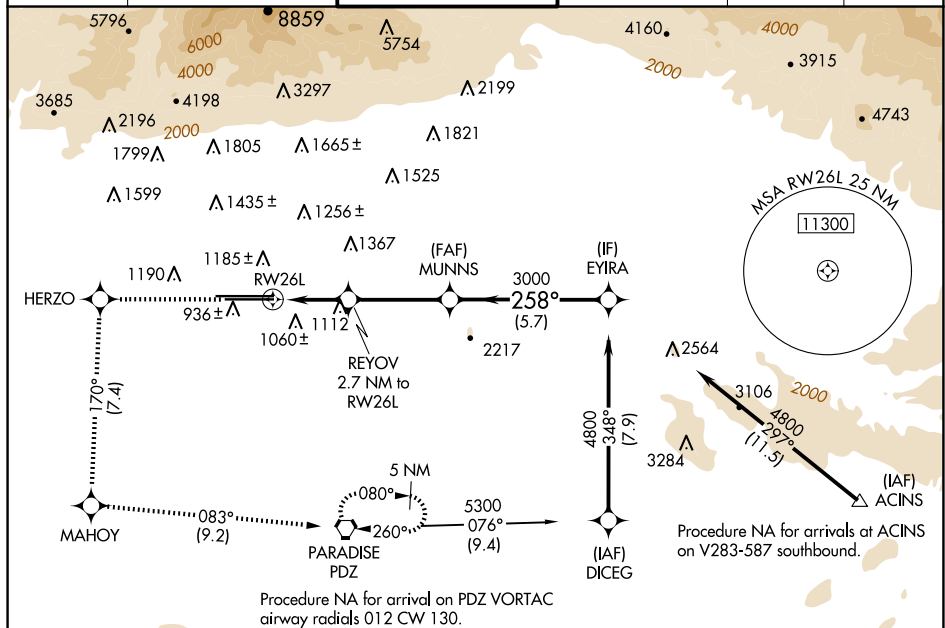 5796
8859
6000
5754
4160
4000
3915
4000
2000
3685
4198
3297
2199
4743
2196
2000
1799
1805
1665 ±
1821
1525
1599
1435 ±
1256 ±
MSA RW26L 25 NM
11300
1367
(FAF)
MUNNS
(IF)
EYIRA
1185 ±
1190
RW26L
3000
258°
(5.7)
HERZO
936 ±
1060 ±
1112
2217
REYOV
2.7 NM to
RW26L
2564
3106
2000
170°
(7.4)
4800
348°
(7.9)
4800
297°
(11.5)
3284
(IAF)
ACINS
5 NM
080°
260°
5300
076°
(9.4)
083°
(9.2)
MAHOY
PARADISE
PDZ
(IAF)
DICEG
Procedure NA for arrivals at ACINS
on V283-587 southbound.
Procedure NA for arrival on PDZ VORTAC
airway radials 012 CW 130.